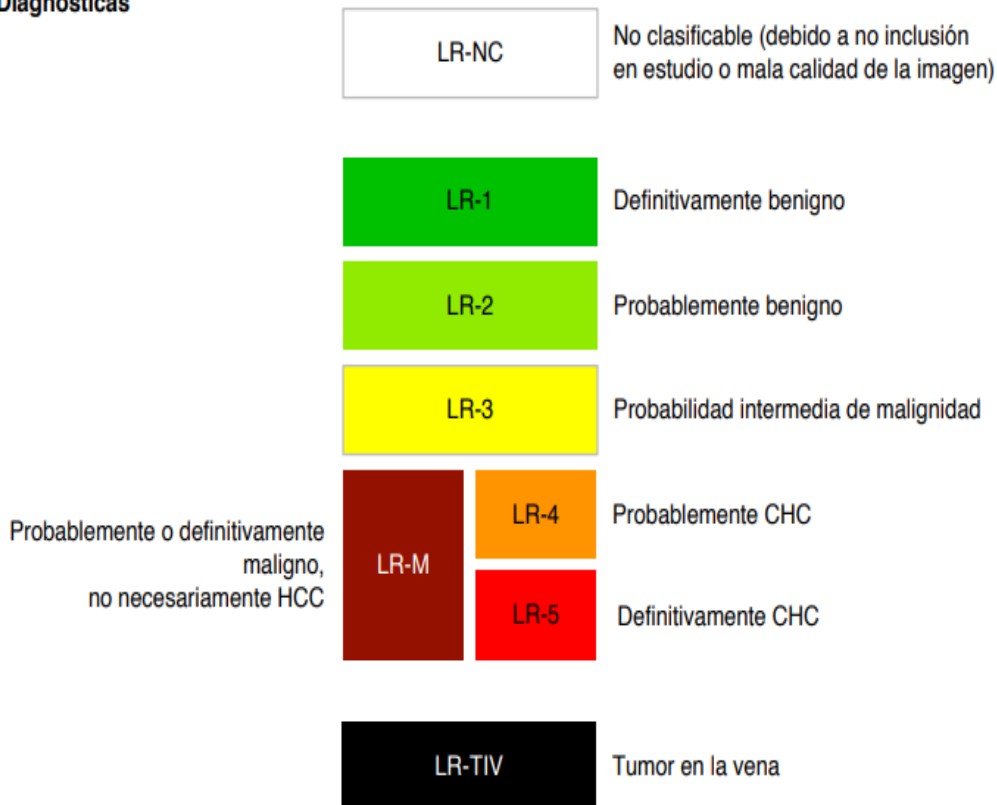 Diagnósticas
LR-NC
No clasificable (debido a no inclusión
en estudio o mala calidad de la imagen)
LR-1
Definitivamente benigno
LR-2
Probablemente benigno
LR-3
Probabilidad intermedia de malignidad
Probablemente o definitivamente
maligno,
no necesariamente HCC
LR-M
LR-4
Probablemente CHC
LR-5
Definitivamente CHC
LR-TIV
Tumor en la vena